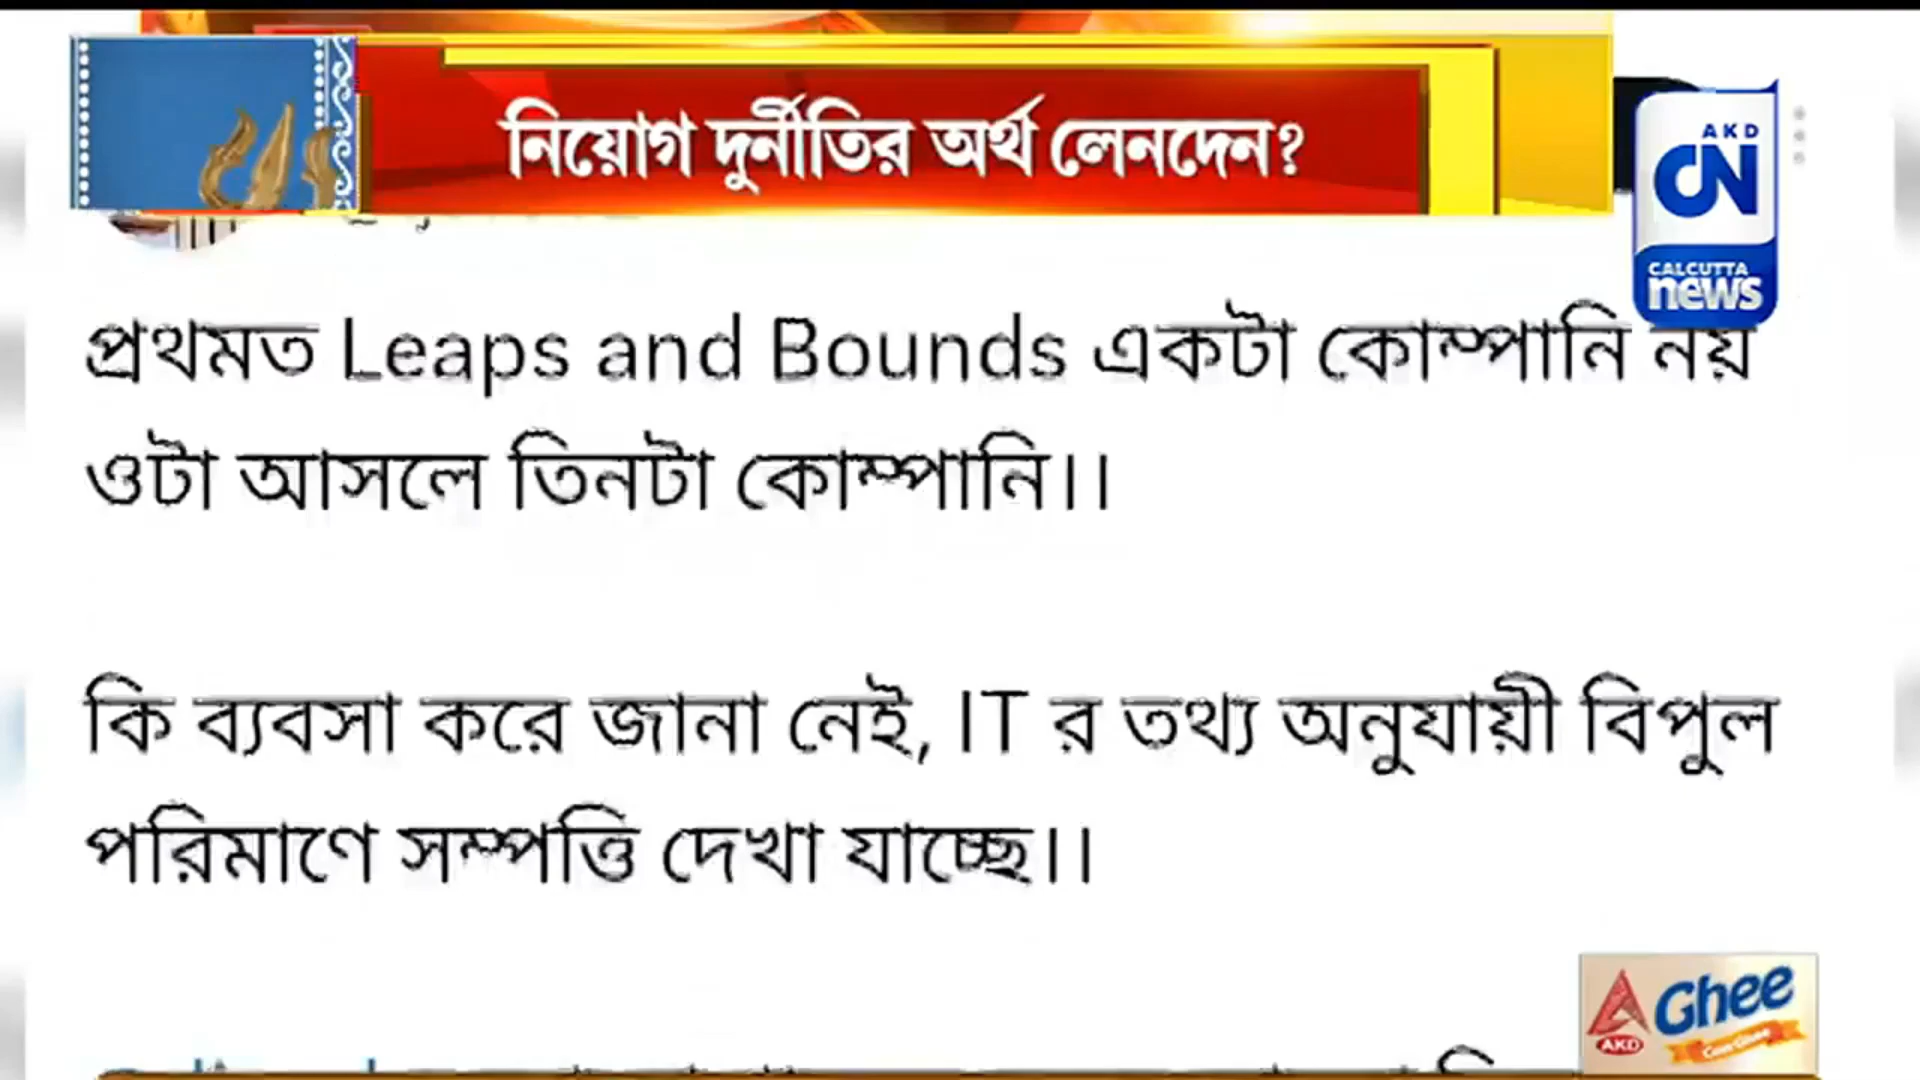 নিয়োগ দুর্নীতির অর্থ লেনদেন?
AKD
CN
CALCUTTA
news
প্রথমত Leaps and Bounds একটা কোম্পানি নয়
ওটা আসলে তিনটা কোম্পানি।।
কি ব্যবসা করে জানা নেই, IT র তথ্য অনুযায়ী বিপুল
পরিমাণে সম্পত্তি দেখা যাচ্ছে।।
Ghee
AKD